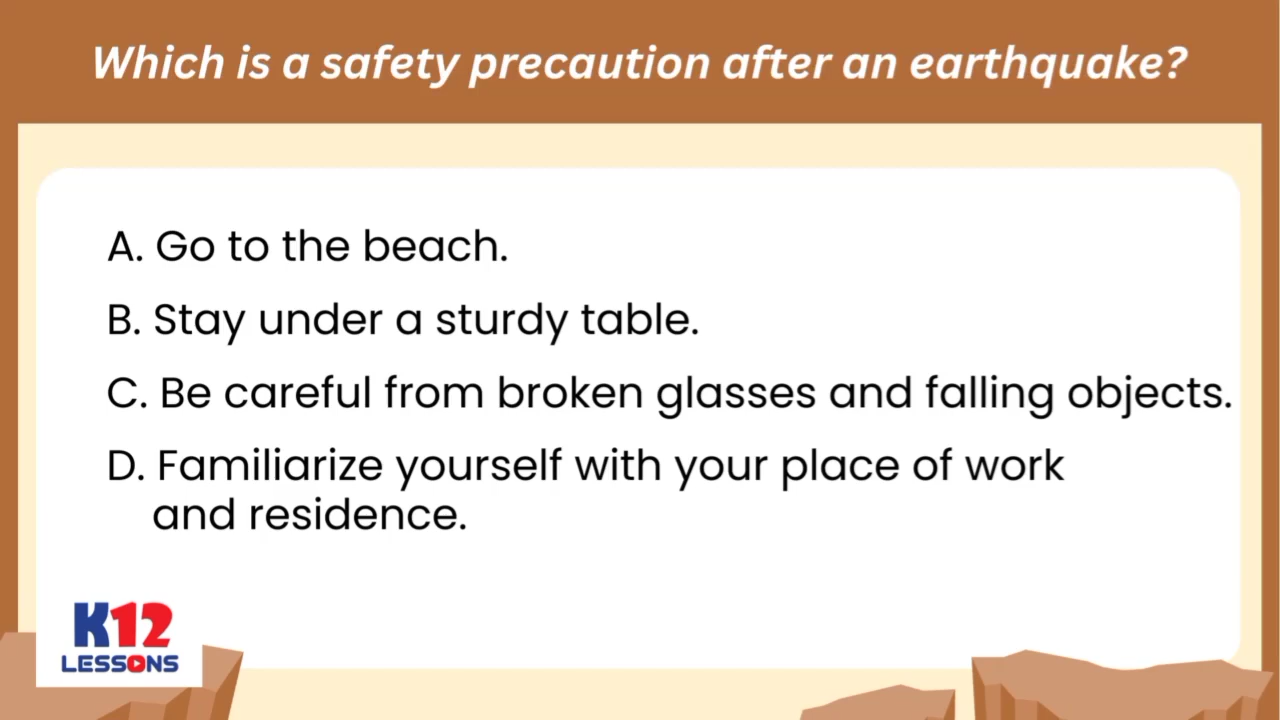 Which is a safety precaution after an earthquake?
A. Go to the beach.
B. Stay under a sturdy table.
C. Be careful from broken glasses and falling objects.
D. Familiarize yourself with your place of work
and residence.
K12
LESSONS